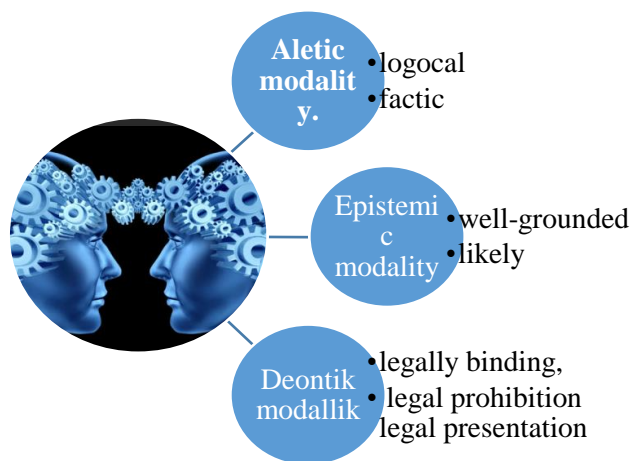 Aletic
modalit
y.
•logocal
•factic
Epistemi
c
modality
•well-grounded
•likely
Deontik
modallik
•legally binding,
• legal prohibition
legal presentation